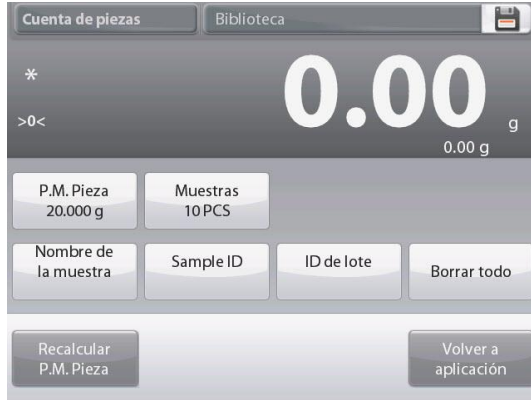 Cuenta de piezas
Biblioteca
*
>0<
0.00 g
0.00 g
P.M. Pieza
20.000 g
Muestras
10 PCS
Nombre de
la muestra
Sample ID
ID de lote
Borrar todo
Recalcular
P.M. Pieza
Volver a
aplicación